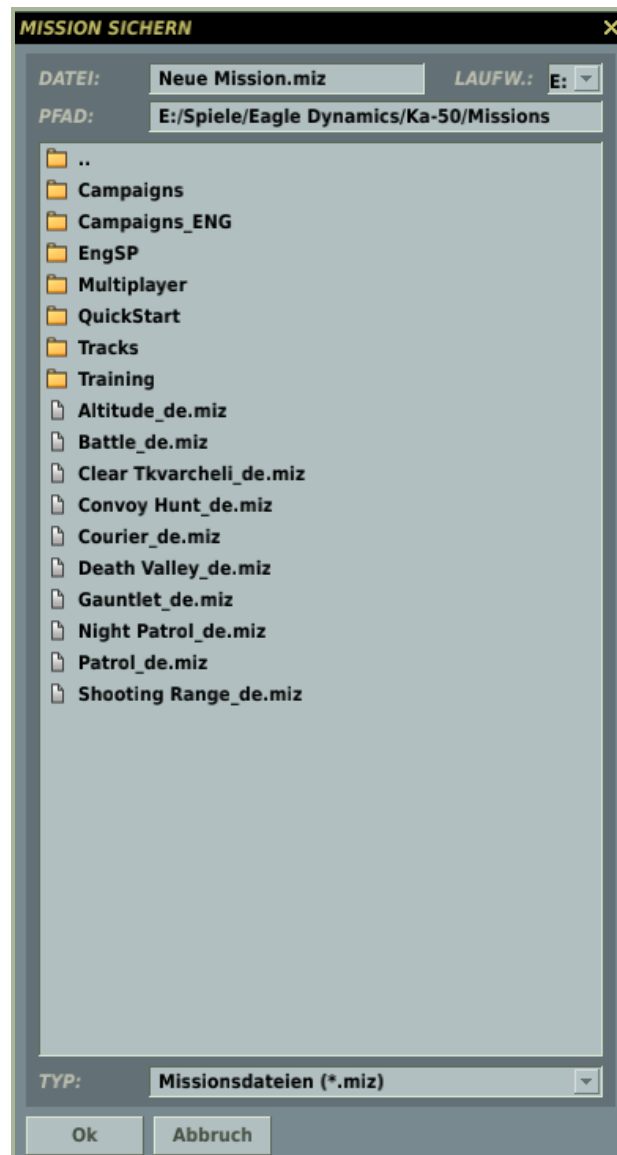 MISSION SICHERN
DATEI: Neue Mission.miz LAUFW.: E:
PFAD: E:/Spiele/Eagle Dynamics/Ka-50/Missions
..
Campaigns
Campaigns_ENG
EngSP
Multiplayer
QuickStart
Tracks
Training
Altitude_de.miz
Battle_de.miz
Clear Tkvarcheli_de.miz
Convoy Hunt_de.miz
Courier_de.miz
Death Valley_de.miz
Gauntlet_de.miz
Night Patrol_de.miz
Patrol_de.miz
Shooting Range_de.miz
TYP: Missionsdateien (*.miz)
Ok Abbruch